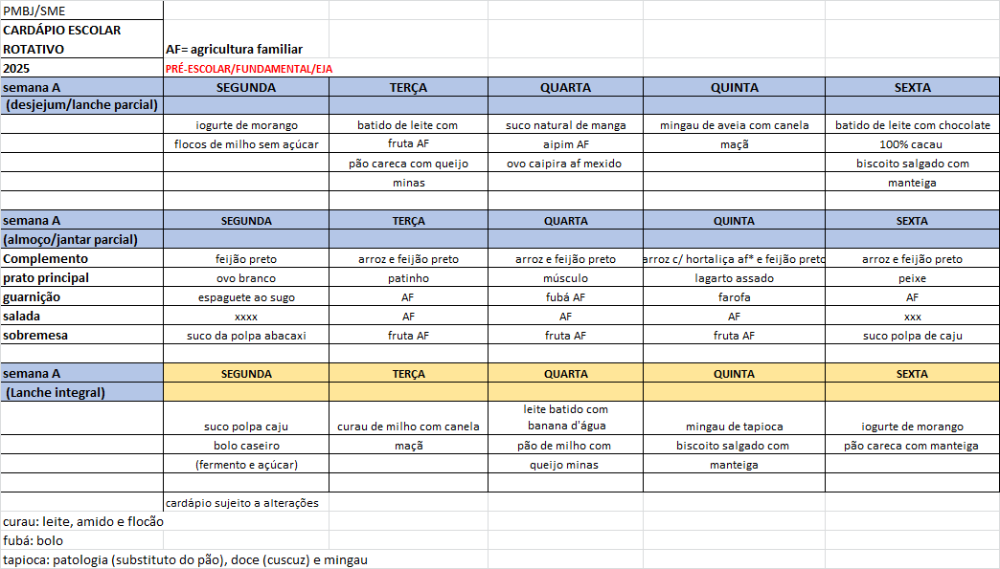 PMBJ/SME
CARDÁPIO ESCOLAR
ROTATIVO AF= agricultura familiar
2025 PRÉ-ESCOLAR/FUNDAMENTAL/EJA
semana A SEGUNDA TERÇA QUARTA QUINTA SEXTA
(desjejum/lanche parcial)
iogurte de morango batido de leite com suco natural de manga mingau de aveia com canela batido de leite com chocolate
flocos de milho sem açúcar fruta AF aipim AF maçã 100% cacau
pão careca com queijo ovo caipira af mexido biscoito salgado com
minas manteiga
semana A SEGUNDA TERÇA QUARTA QUINTA SEXTA
(almoço/jantar parcial)
Complemento feijão preto arroz e feijão preto arroz e feijão preto arroz c/ hortaliça af* e feijão preto arroz e feijão preto
prato principal ovo branco patinho músculo lagarto assado peixe
guarnição espaguete ao sugo AF fubá AF farofa AF
salada xxxx AF AF AF xxx
sobremesa suco da polpa abacaxi fruta AF fruta AF fruta AF suco polpa de caju
semana A SEGUNDA TERÇA QUARTA QUINTA SEXTA
(Lanche integral)
leite batido com
suco polpa caju curau de milho com canela banana d'água mingau de tapioca iogurte de morango
bolo caseiro maçã pão de milho com biscoito salgado com pão careca com manteiga
(fermento e açúcar) queijo minas manteiga
cardápio sujeito a alterações
curau: leite, amido e flocão
fubá: bolo
tapioca: patologia (substituto do pão), doce (cuscuz) e mingau